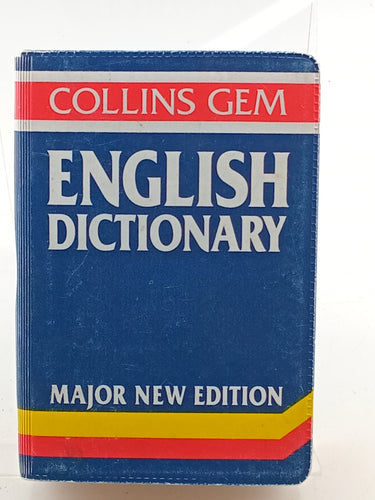 COLLINS GEM
ENGLISH
DICTIONARY
MAJOR NEW EDITION